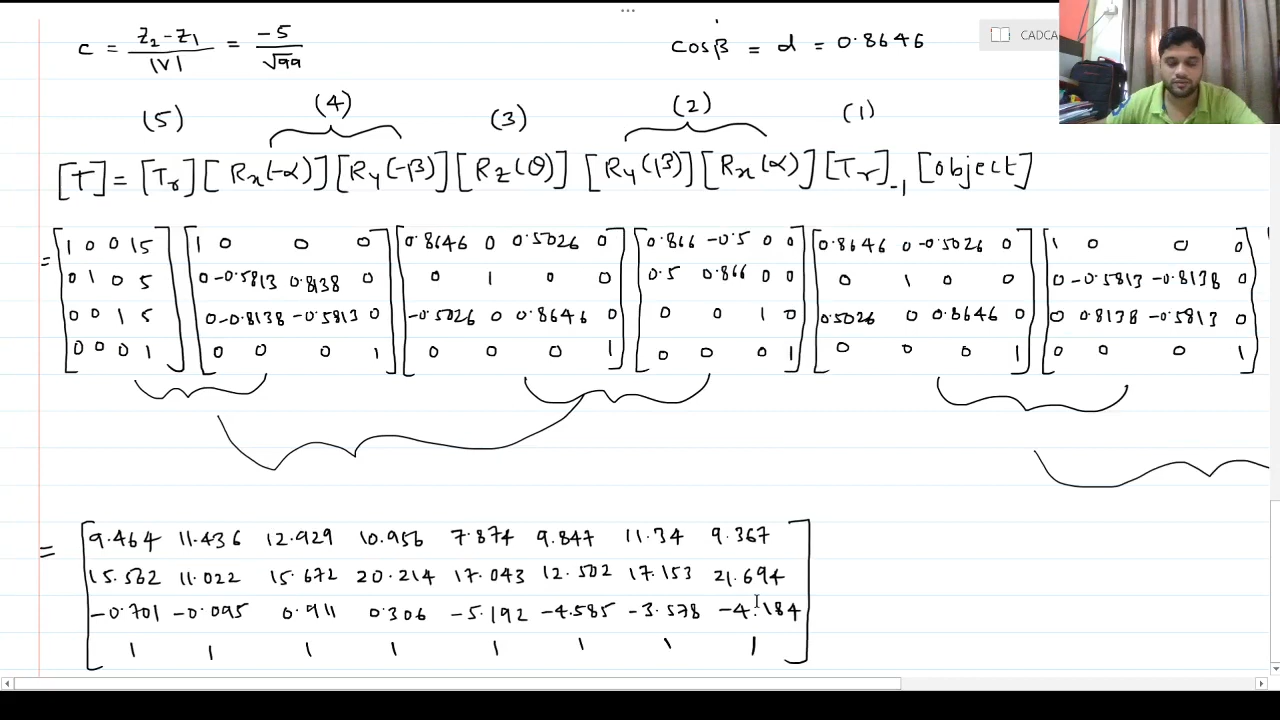 c = Z₂-Z₁/|V| = -5/√99 cosβ = d = 0.8646 CADCA
(5) (4) (3) (2) (1)
[T] = [Tr] [Rx(-α)] [Ry(-β)] [Rz(θ)] [Ry(β)] [Rx(α)] [Tr]₋₁ [object]
= [1 0 0 15] [1 0 0 0] [0.8646 0 0.5026 0] [0.866 -0.5 0 0] [0.8646 0 -0.5026 0] [1 0 0 0]
[0 1 0 5] [0 -0.5813 0.8138 0] [0 1 0 0] [0.5 0.866 0 0] [0 1 0 0] [0 -0.5813 -0.8138 0]
[0 0 1 5] [0 -0.8138 -0.5813 0] [-0.5026 0 0.8646 0] [0 0 1 0] [0.5026 0 0.8646 0] [0 0.8138 -0.5813 0]
[0 0 0 1] [0 0 0 1] [0 0 0 1] [0 0 0 1] [0 0 0 1] [0 0 0 1]
= [9.464 11.436 12.929 10.956 7.874 9.847 11.34 9.367]
[15.562 11.022 15.672 20.214 17.043 12.502 17.153 21.694]
[-0.701 -0.095 0.911 0.306 -5.192 -4.585 -3.578 -4.184]
[1 1 1 1 1 1 1 1]